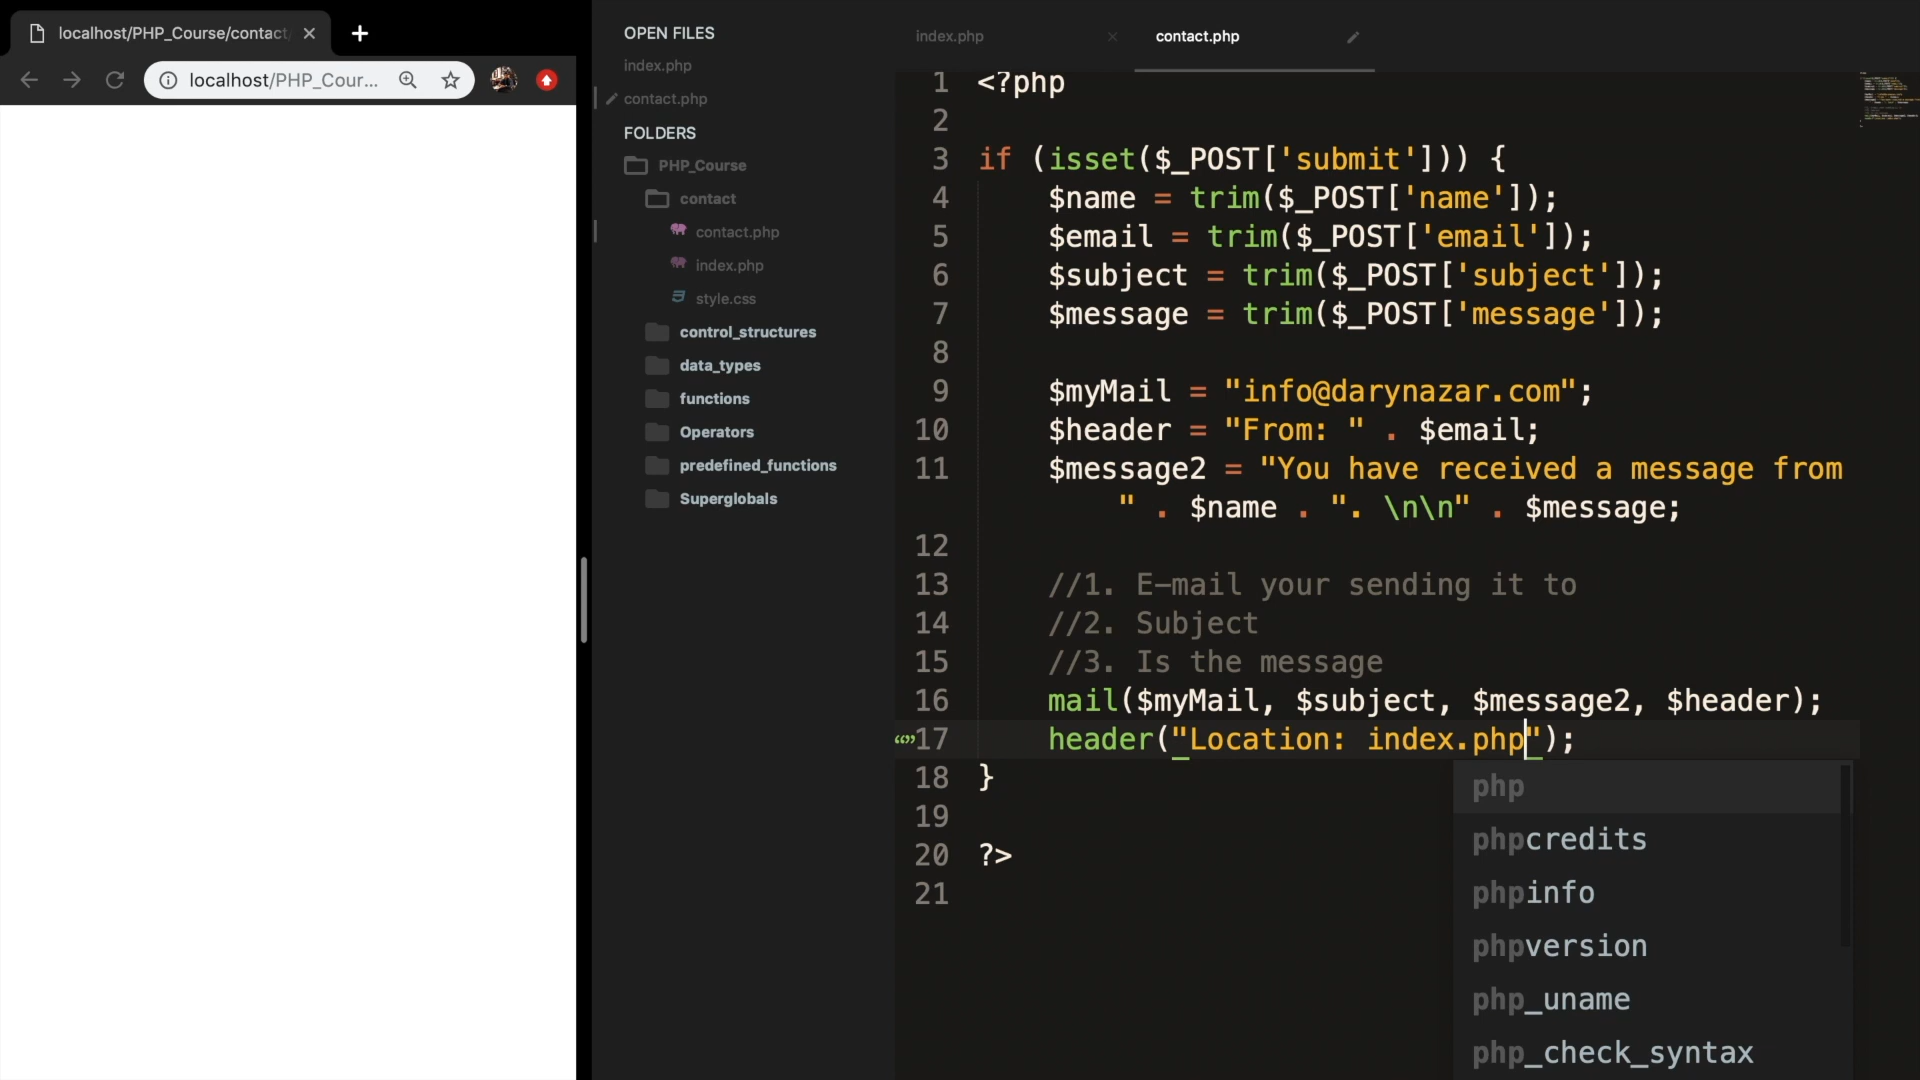 localhost/PHP_Course/contact/
localhost/PHP_Cour...
OPEN FILES
index.php
contact.php
FOLDERS
PHP_Course
contact
contact.php
index.php
style.css
control_structures
data_types
functions
Operators
predefined_functions
Superglobals
index.php
contact.php
1 <?php
2
3 if (isset($_POST['submit'])) {
4 $name = trim($_POST['name']);
5 $email = trim($_POST['email']);
6 $subject = trim($_POST['subject']);
7 $message = trim($_POST['message']);
8
9 $myMail = "info@darynazar.com";
10 $header = "From: " . $email;
11 $message2 = "You have received a message from
" . $name . ". \n\n" . $message;
12
13 //1. E-mail your sending it to
14 //2. Subject
15 //3. Is the message
16 mail($myMail, $subject, $message2, $header);
17 header("Location: index.php");
18 }
19
20 ?>
21
php
phpcredits
phpinfo
phpversion
php_uname
php_check_syntax